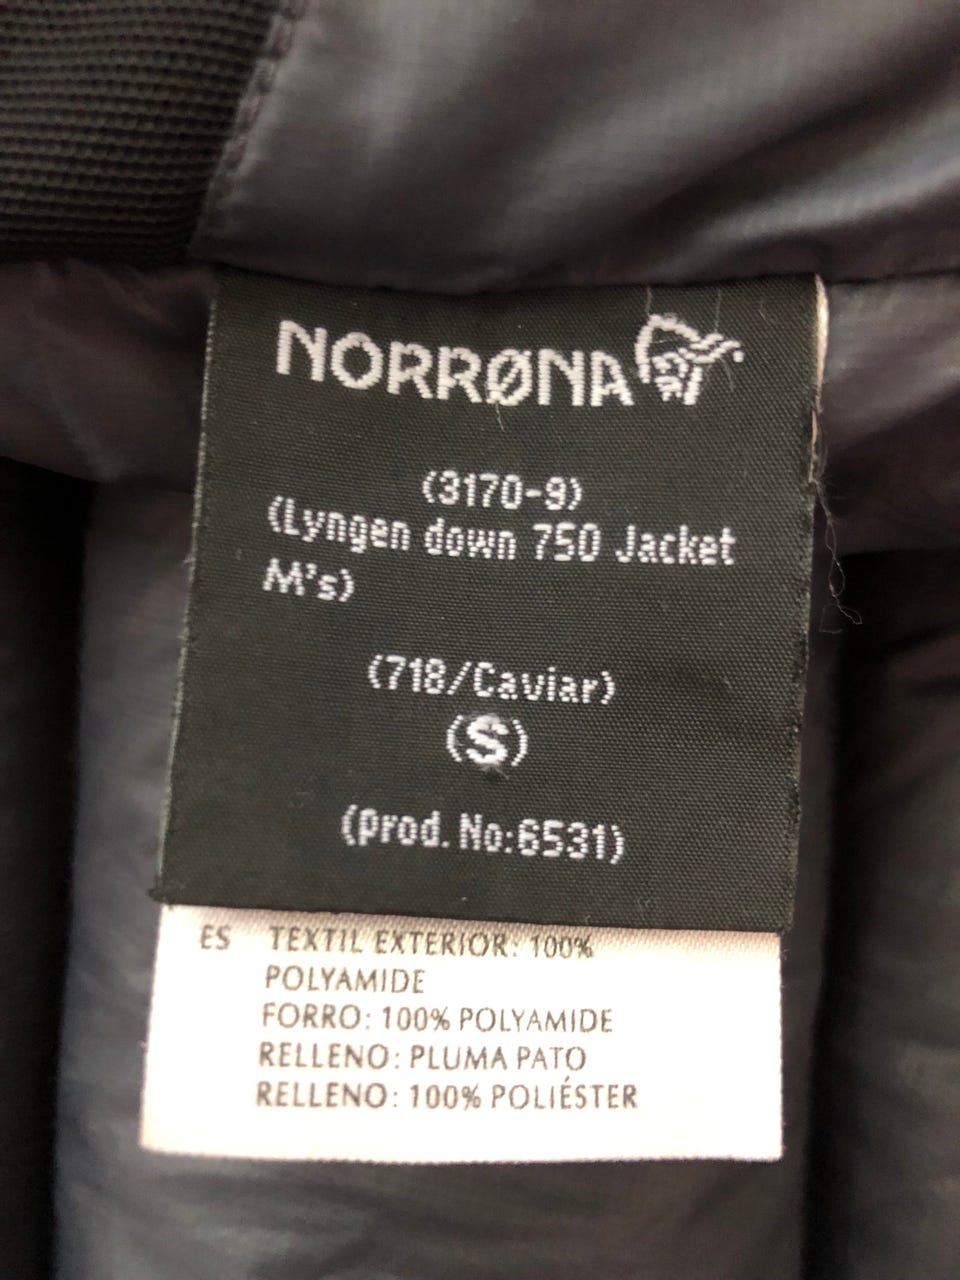 NORRØNA
(3170-9)
(Lyngen down 750 Jacket
M's)
(718/Caviar)
(S)
(prod. No:6531)
ES TEXTIL EXTERIOR: 100%
POLYAMIDE
FORRO: 100% POLYAMIDE
RELLENO: PLUMA PATO
RELLENO: 100% POLIÉSTER